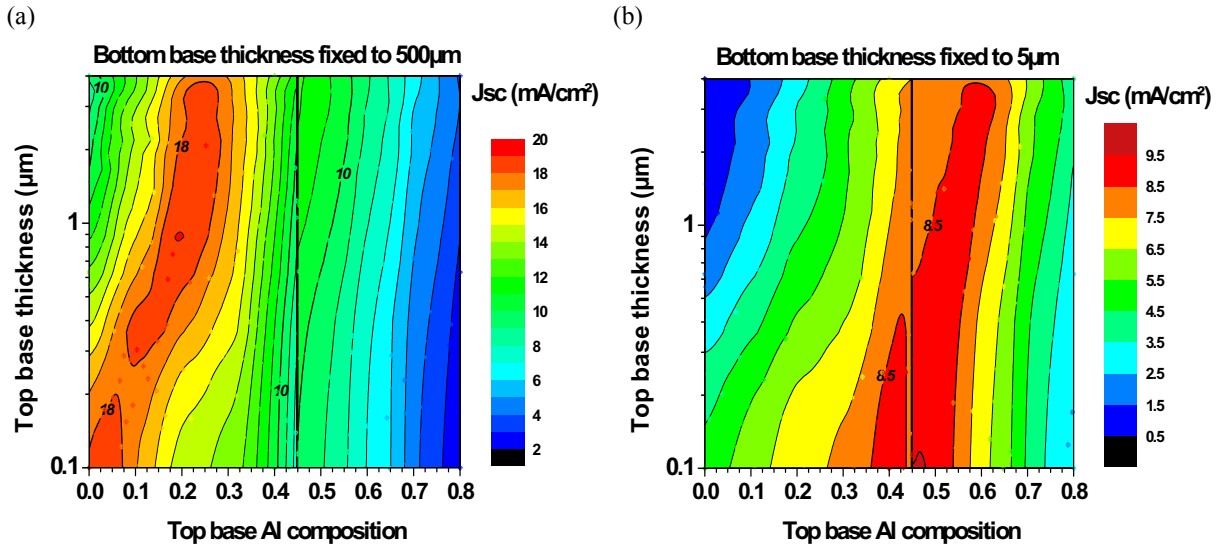 (a)
(b)
Bottom base thickness fixed to 500µm
Bottom base thickness fixed to 5µm
Jsc (mA/cm²)
Jsc (mA/cm²)
Top base thickness (µm)
1
0.1
10
18
18
10
10
20
18
16
14
12
10
8
6
4
2
0.0 0.1 0.2 0.3 0.4 0.5 0.6 0.7 0.8
Top base Al composition
Top base thickness (µm)
1
0.1
8.5
8.5
9.5
8.5
7.5
6.5
5.5
4.5
3.5
2.5
1.5
0.5
0.0 0.1 0.2 0.3 0.4 0.5 0.6 0.7 0.8
Top base Al composition